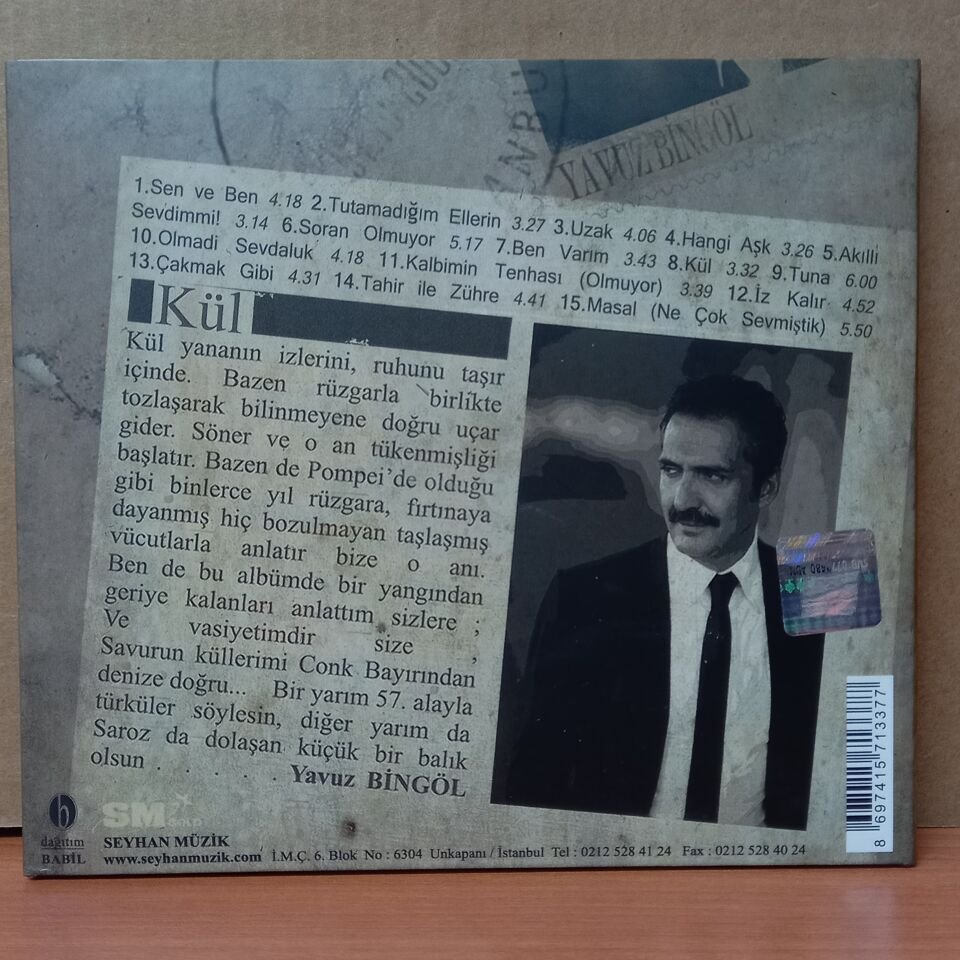 ANBU
YAVUZ BİNGÖL
1.Sen ve Ben 4.18 2.Tutamadığım Ellerin 3.27 3.Uzak 4.06 4.Hangi Aşk 3.26 5.Akıllı
Sevdimmi! 3.14 6.Soran Olmuyor 5.17 7.Ben Varım 3.43 8.Kül 3.32 9.Tuna 6.00
10.Olmadi Sevdaluk 4.18 11.Kalbimin Tenhası (Olmuyor) 3.39 12.İz Kalır 4.52
13.Çakmak Gibi 4.31 14.Tahir ile Zühre 4.41 15.Masal (Ne Çok Sevmiştik) 5.50
Kül
Kül yananın izlerini, ruhunu taşır
içinde. Bazen rüzgarla birlikte
tozlaşarak bilinmeyene doğru uçar
gider. Söner ve o an tükenmişliği
başlatır. Bazen de Pompei'de olduğu
gibi binlerce yıl rüzgara, fırtınaya
dayanmış hiç bozulmayan taşlaşmış
vücutlarla anlatır bize o anı.
Ben de bu albümde bir yangından
geriye kalanları anlattım sizlere ;
Ve vasiyetimdir size ,
Savurun küllerimi Conk Bayırından
denize doğru... Bir yarım 57. alayla
türküler söylesin, diğer yarım da
Saroz da dolaşan küçük bir balık
olsun . . . . . . Yavuz BİNGÖL
8 697415 713377
b
dağıtım
BABİL
SM
SEYHAN MÜZİK
www.seyhanmuzik.com İ.M.Ç. 6. Blok No : 6304 Unkapanı / İstanbul Tel : 0212 528 41 24 Fax : 0212 528 40 24